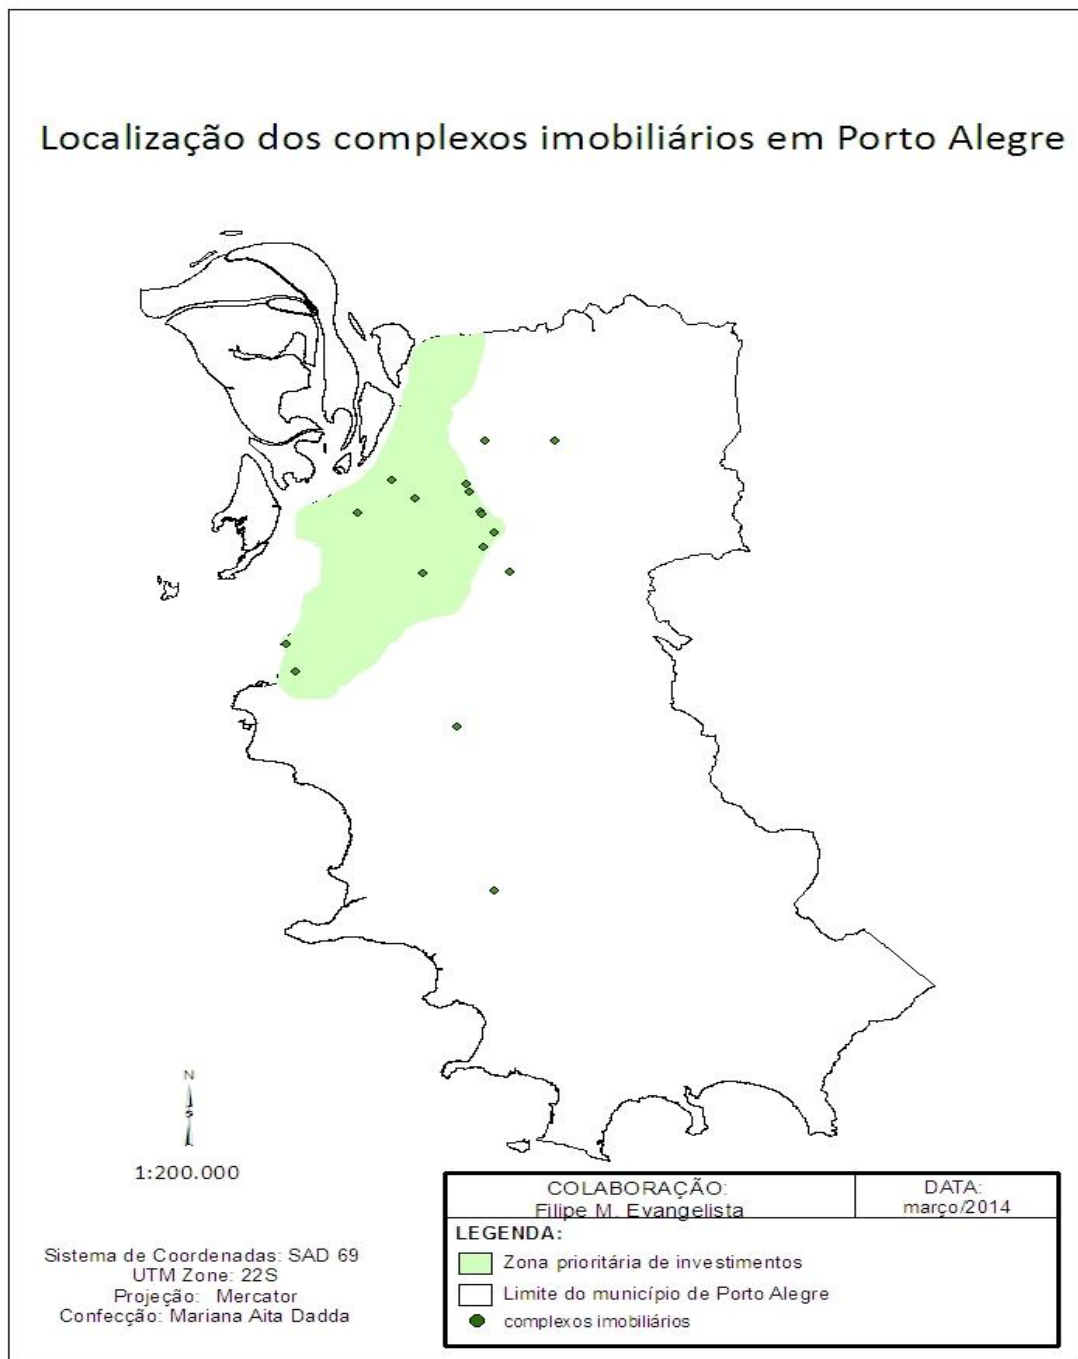 Localização dos complexos imobiliários em Porto Alegre
N
S
1:200.000
Sistema de Coordenadas: SAD 69
UTM Zone: 22S
Projeção: Mercator
Confecção: Mariana Aita Dadda
COLABORAÇÃO:
Filipe M. Evangelista
DATA:
março/2014
LEGENDA:
Zona prioritária de investimentos
Limite do município de Porto Alegre
complexos imobiliários